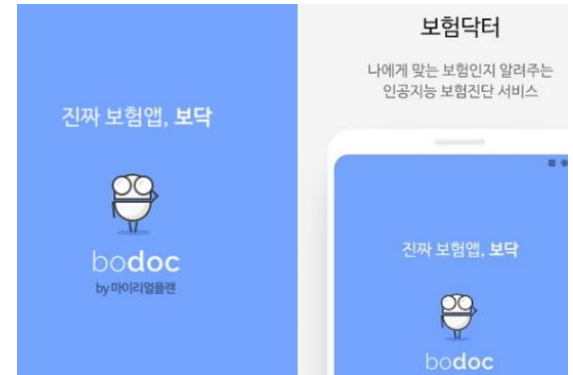 진짜 보험앱, 보닥
bodoc
by 마이리얼플랜
보험닥터
나에게 맞는 보험인지 알려주는
인공지능 보험진단 서비스
진짜 보험앱, 보닥
bodoc